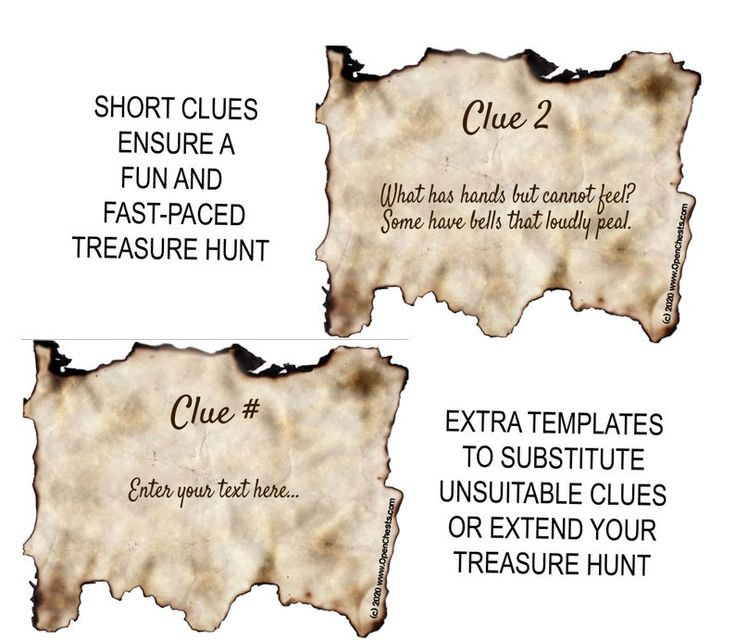 SHORT CLUES
ENSURE A
FUN AND
FAST-PACED
TREASURE HUNT
Clue 2
What has hands but cannot feel?
Some have bells that loudly peal.
(c) 2020 www.OpenChests.com
Clue #
Enter your text here...
(c) 2020 www.OpenChests.com
EXTRA TEMPLATES
TO SUBSTITUTE
UNSUITABLE CLUES
OR EXTEND YOUR
TREASURE HUNT